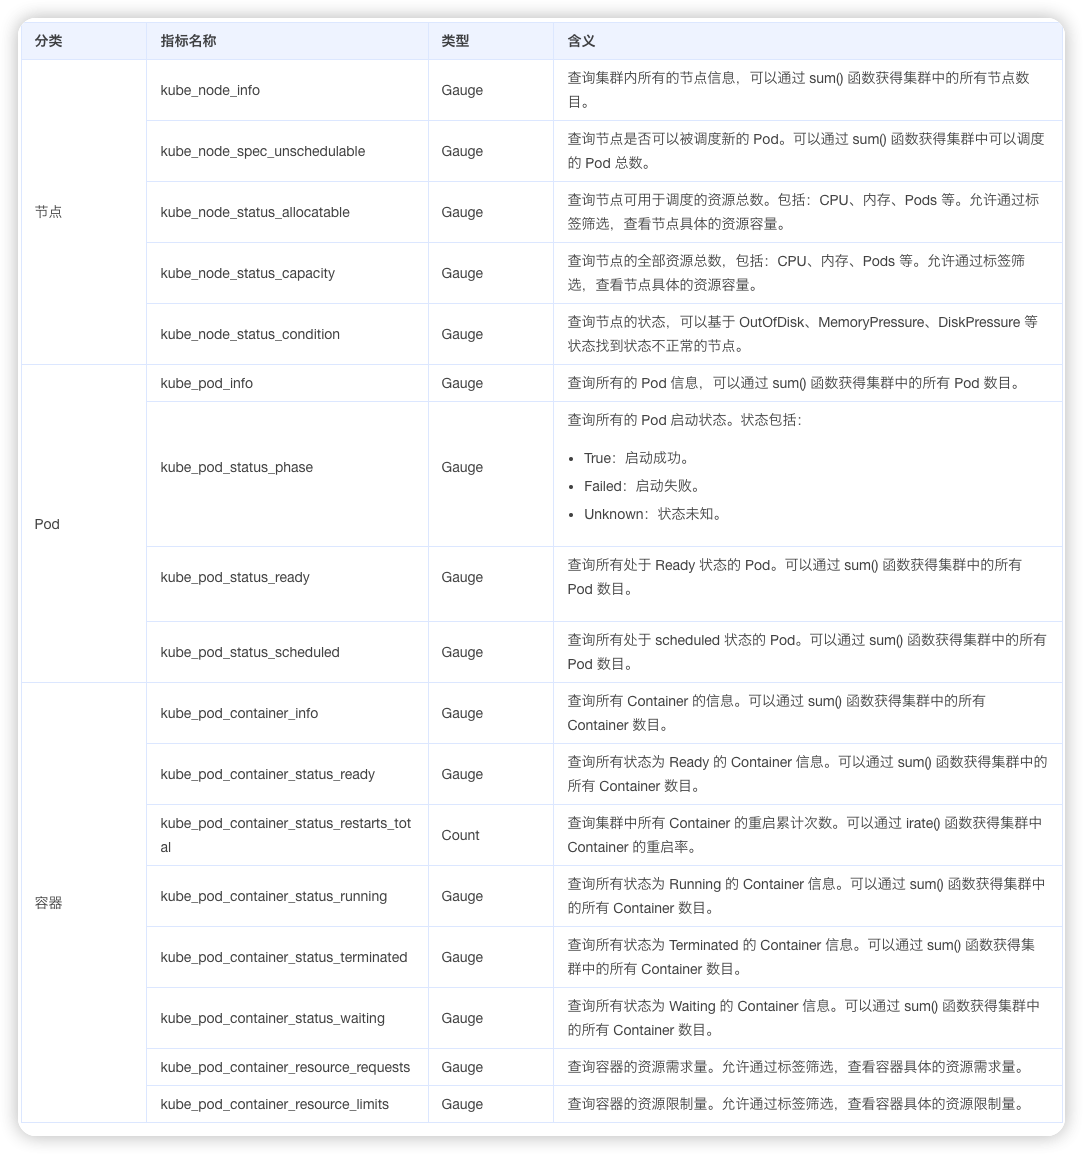 分类 指标名称 类型 含义
节点
kube_node_info Gauge 查询集群内所有的节点信息，可以通过 sum() 函数获得集群中的所有节点数
目。
kube_node_spec_unschedulable Gauge 查询节点是否可以被调度新的 Pod。可以通过 sum() 函数获得集群中可以调度
的 Pod 总数。
kube_node_status_allocatable Gauge 查询节点可用于调度的资源总数。包括：CPU、内存、Pods 等。允许通过标
签筛选，查看节点具体的资源容量。
kube_node_status_capacity Gauge 查询节点的全部资源总数，包括：CPU、内存、Pods 等。允许通过标签筛
选，查看节点具体的资源容量。
kube_node_status_condition Gauge 查询节点的状态，可以基于 OutOfDisk、MemoryPressure、DiskPressure 等
状态找到状态不正常的节点。
Pod
kube_pod_info Gauge 查询所有的 Pod 信息，可以通过 sum() 函数获得集群中的所有 Pod 数目。
kube_pod_status_phase Gauge 查询所有的 Pod 启动状态。状态包括：
• True：启动成功。
• Failed：启动失败。
• Unknown：状态未知。
kube_pod_status_ready Gauge 查询所有处于 Ready 状态的 Pod。可以通过 sum() 函数获得集群中的所有
Pod 数目。
kube_pod_status_scheduled Gauge 查询所有处于 scheduled 状态的 Pod。可以通过 sum() 函数获得集群中的所有
Pod 数目。
容器
kube_pod_container_info Gauge 查询所有 Container 的信息。可以通过 sum() 函数获得集群中的所有
Container 数目。
kube_pod_container_status_ready Gauge 查询所有状态为 Ready 的 Container 信息。可以通过 sum() 函数获得集群中的
所有 Container 数目。
kube_pod_container_status_restarts_tot
al Count 查询集群中所有 Container 的重启累计次数。可以通过 irate() 函数获得集群中
Container 的重启率。
kube_pod_container_status_running Gauge 查询所有状态为 Running 的 Container 信息。可以通过 sum() 函数获得集群中
的所有 Container 数目。
kube_pod_container_status_terminated Gauge 查询所有状态为 Terminated 的 Container 信息。可以通过 sum() 函数获得集
群中的所有 Container 数目。
kube_pod_container_status_waiting Gauge 查询所有状态为 Waiting 的 Container 信息。可以通过 sum() 函数获得集群中
的所有 Container 数目。
kube_pod_container_resource_requests Gauge 查询容器的资源需求量。允许通过标签筛选，查看容器具体的资源需求量。
kube_pod_container_resource_limits Gauge 查询容器的资源限制量。允许通过标签筛选，查看容器具体的资源限制量。